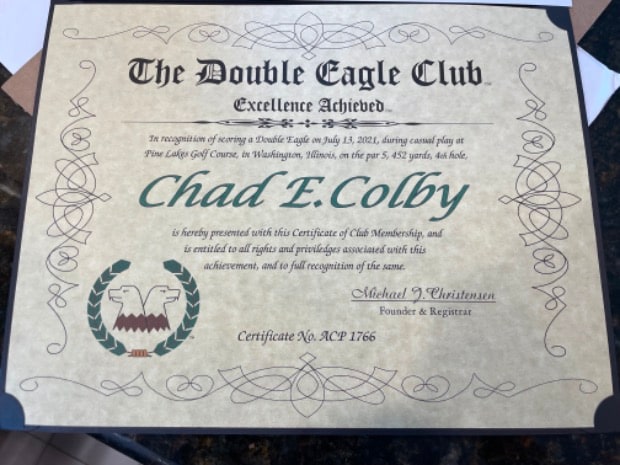 The Double Eagle Club™
Excellence Achieved™
In recognition of scoring a Double Eagle on July 13, 2021, during casual play at
Pine Lakes Golf Course, in Washington, Illinois, on the par 5, 452 yards, 4th hole,
Chad E.Colby
is hereby presented with this Certificate of Club Membership, and
is entitled to all rights and priviledges associated with this
achievement, and to full recognition of the same.
Michael J. Christensen
Founder & Registrar
Certificate No. ACP 1766